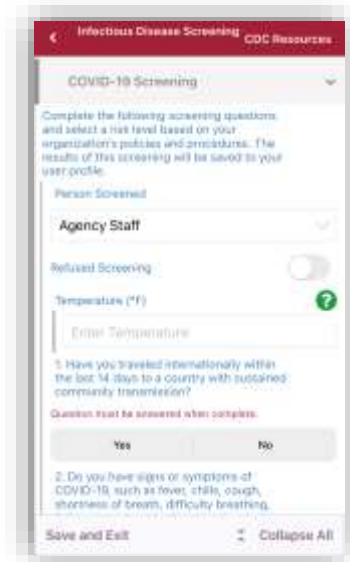 Infectious Disease Screening
CDC Resources
COVID-19 Screening
Complete the following screening questions
and select a risk level based on your
organization's policies and procedures. The
results of this screening will be saved to your
user profile.
Person Screened
Agency Staff
Refused Screening
Temperature (°F)
?
Enter Temperature
1. Have you traveled internationally within
the last 14 days to a country with sustained
community transmission?
Question must be answered when complete.
Yes
No
2. Do you have signs or symptoms of
COVID-19, such as fever, chills, cough,
shortness of breath, difficulty breathing,
Save and Exit
Collapse All